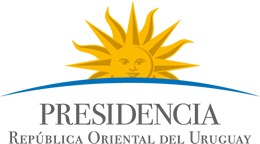 PRESIDENCIA
REPÚBLICA ORIENTAL DEL URUGUAY